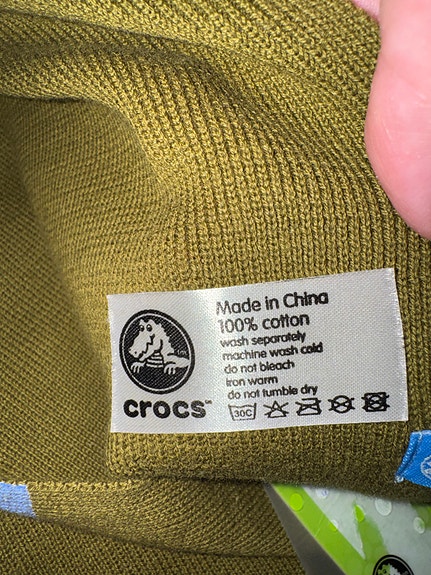 Made in China
100% cotton
wash separately
machine wash cold
do not bleach
iron warm
do not tumble dry
30C
crocs™